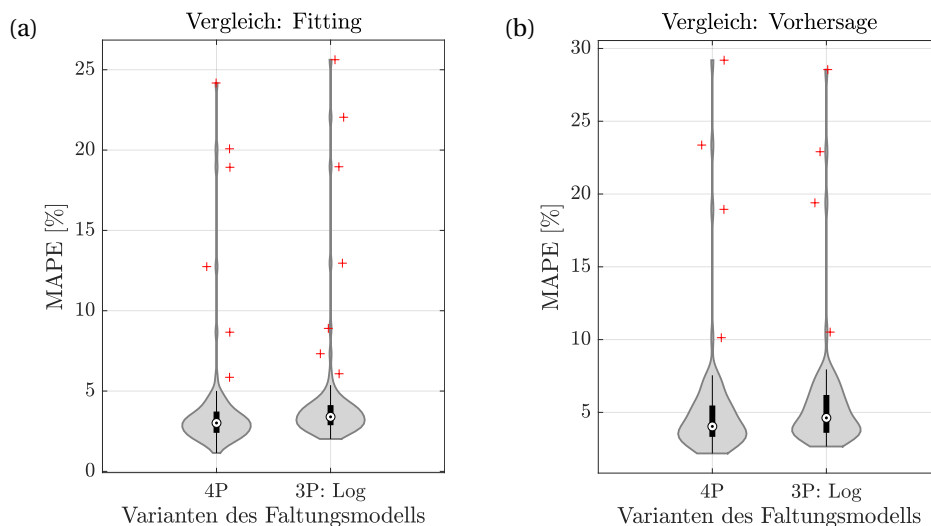 (a)
Vergleich: Fitting
25
20
15
10
5
0
MAPE [%]
4P 3P: Log
Varianten des Faltungsmodells
(b)
Vergleich: Vorhersage
30
25
20
15
10
5
MAPE [%]
4P 3P: Log
Varianten des Faltungsmodells